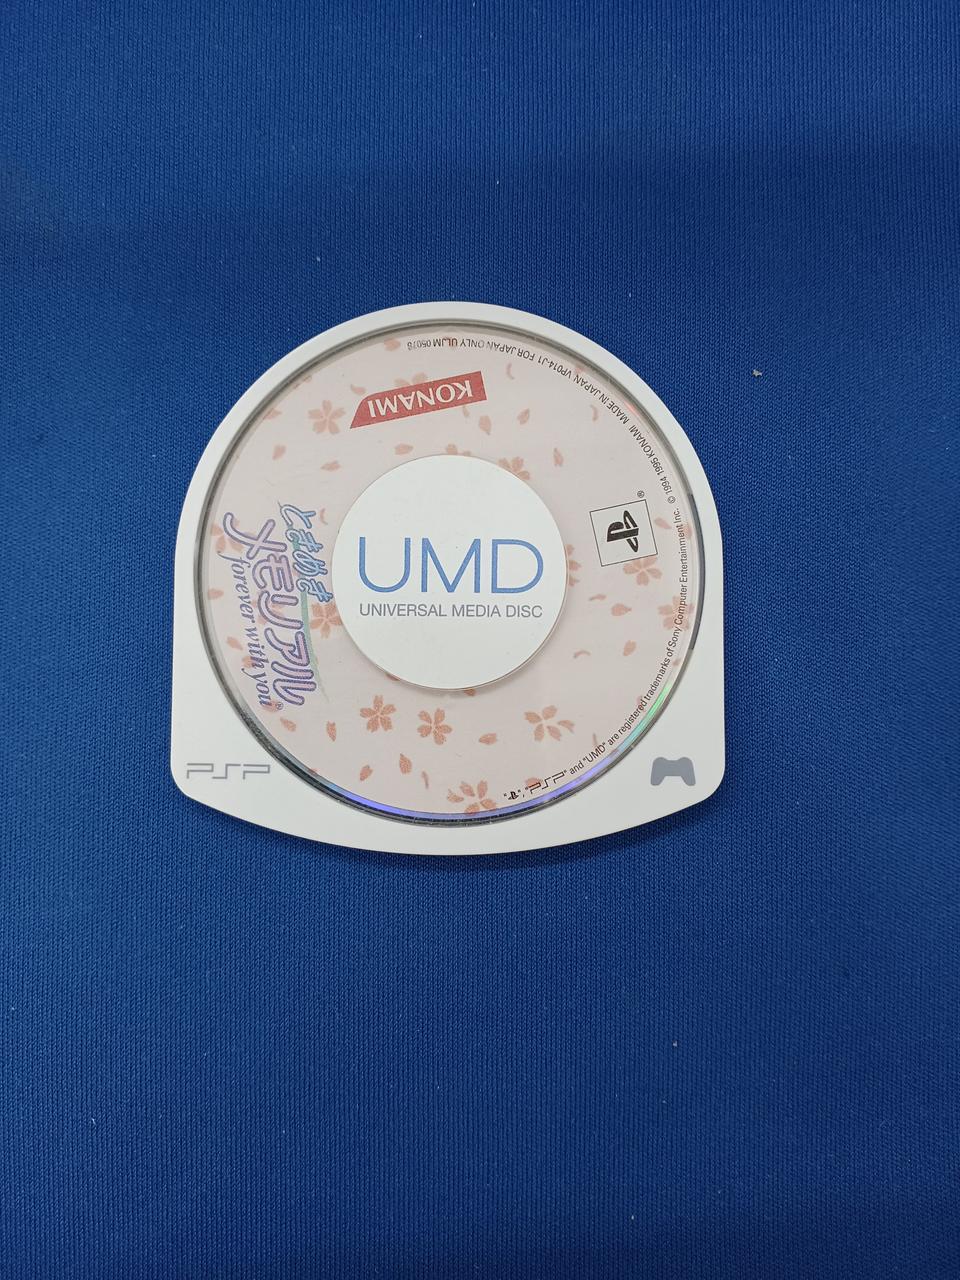 VP014-J1 FOR JAPAN ONLY ULJM 05073
© 1994 1995 KONAMI MADE IN JAPAN
KONAMI
ときめき
メモリアル®
forever with you
UMD
UNIVERSAL MEDIA DISC
"PSP" and "UMD" are registered trademarks of Sony Computer Entertainment Inc.
PSP